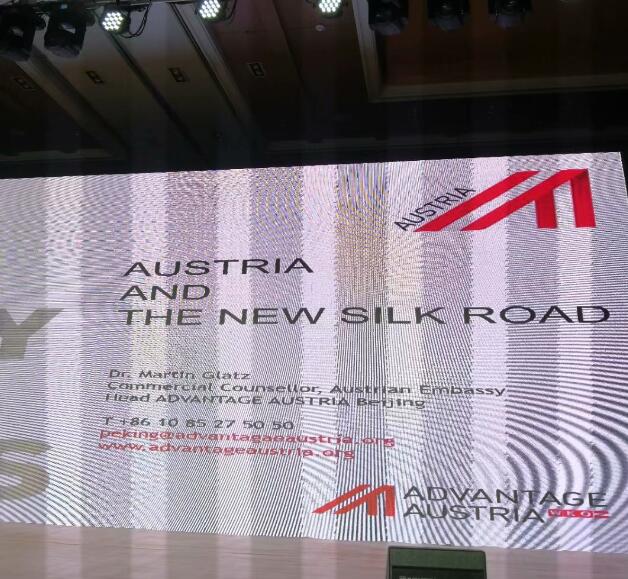 AUSTRIA
AUSTRIA
AND
THE NEW SILK ROAD
Y
Dr. Martin Glatz
Commercial Counsellor, Austrian Embassy
Head ADVANTAGE AUSTRIA Beijing
T +86 10 85 27 50 50
peking@advantageaustria.org
www.advantageaustria.org
S
ADVANTAGE
AUSTRIA WKO